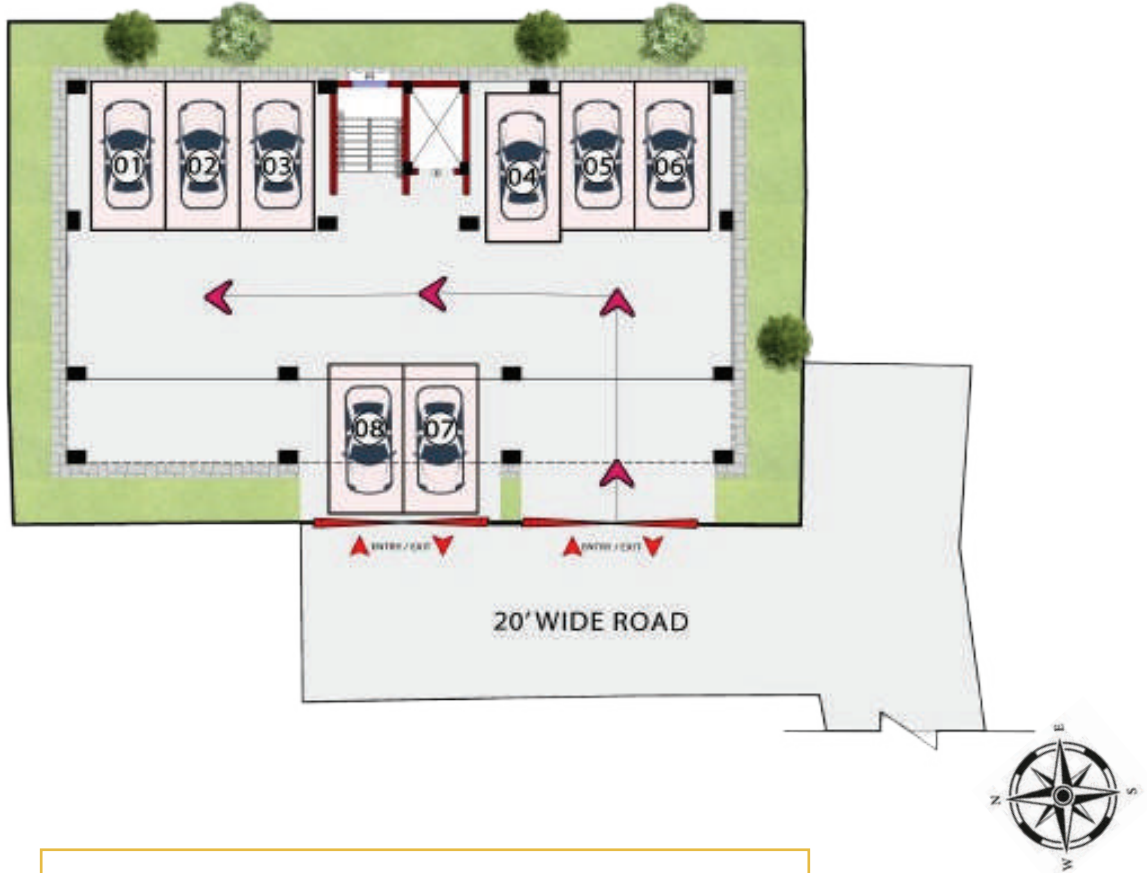 01 02 03 04 05 06
08 07
ENTRY / EXIT ENTRY / EXIT
20' WIDE ROAD
E
N S
W